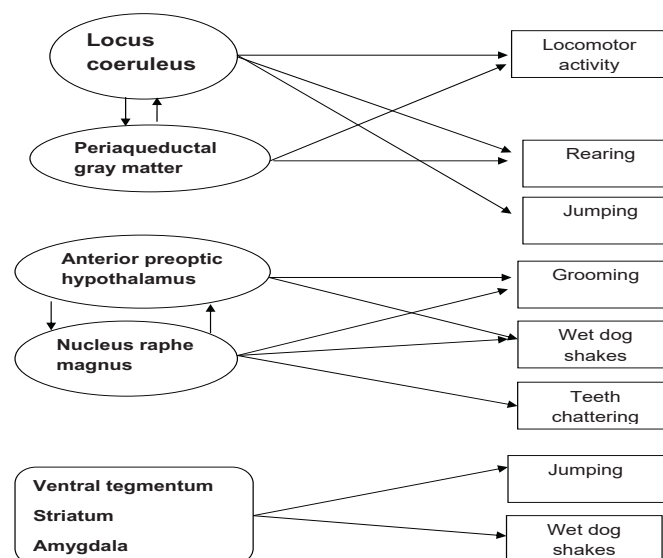 Locus
coeruleus
Locomotor
activity
Periaqueductal
gray matter
Rearing
Jumping
Anterior preoptic
hypothalamus
Grooming
Nucleus raphe
magnus
Wet dog
shakes
Teeth
chattering
Ventral tegmentum
Striatum
Amygdala
Jumping
Wet dog
shakes